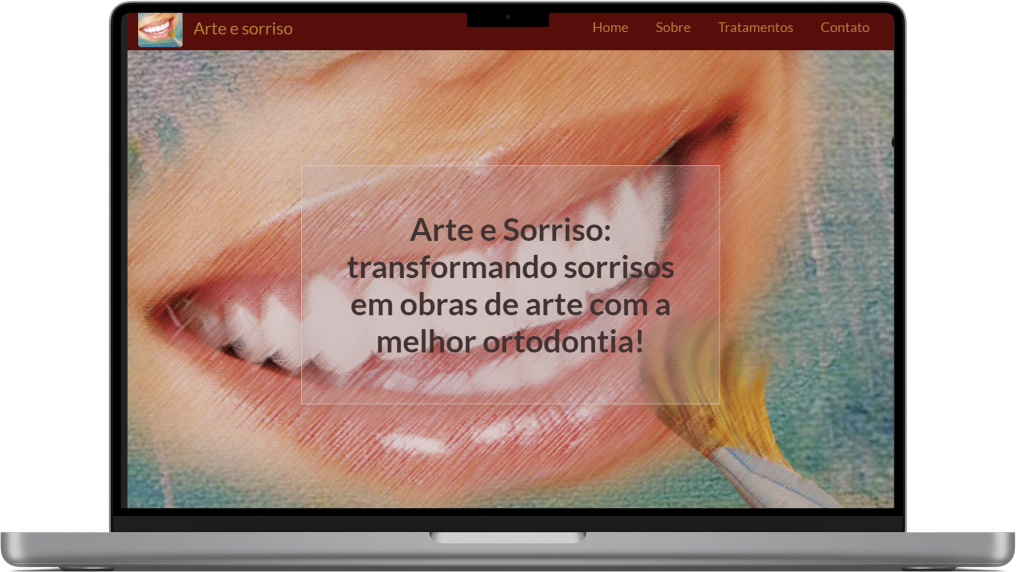 Arte e sorriso
Home Sobre Tratamentos Contato
Arte e Sorriso:
transformando sorrisos
em obras de arte com a
melhor ortodontia!